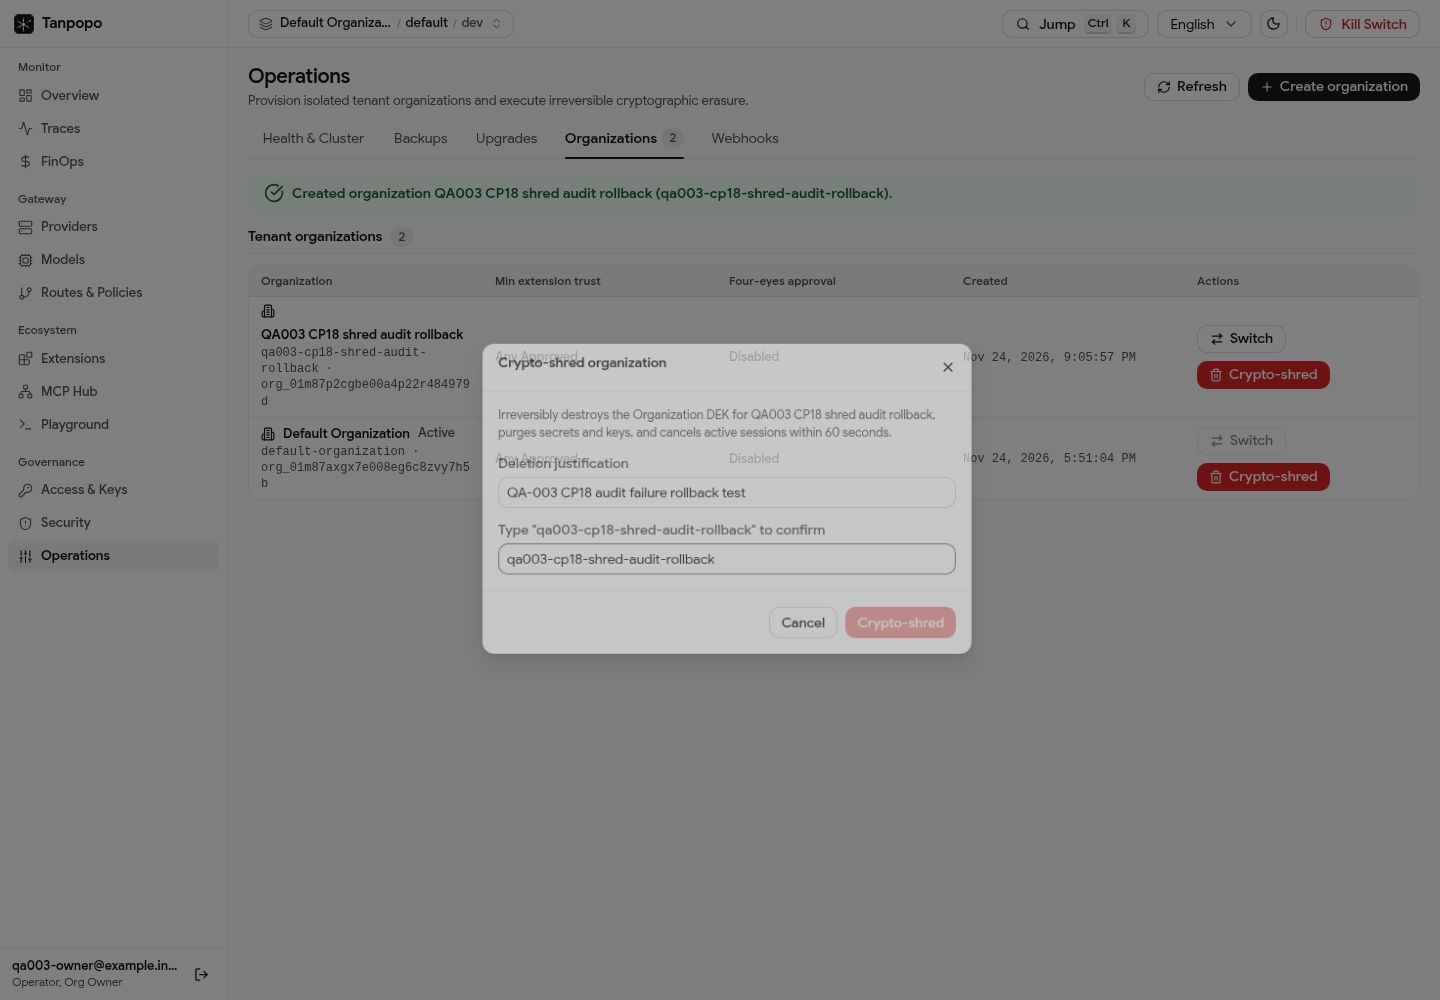 Tanpopo
Default Organiza... / default / dev
Jump Ctrl K
English
Kill Switch
Monitor
Overview
Traces
FinOps
Gateway
Providers
Models
Routes & Policies
Ecosystem
Extensions
MCP Hub
Playground
Governance
Access & Keys
Security
Operations
qa003-owner@example.in...
Operator, Org Owner
Operations
Provision isolated tenant organizations and execute irreversible cryptographic erasure.
Refresh
Create organization
Health & Cluster
Backups
Upgrades
Organizations 2
Webhooks
Created organization QA003 CP18 shred audit rollback (qa003-cp18-shred-audit-rollback).
Tenant organizations 2
Organization
Min extension trust
Four-eyes approval
Created
Actions
QA003 CP18 shred audit rollback
qa003-cp18-shred-audit-
rollback ·
org_01m87p2cgbe00a4p22r484979
d
Any Approved
Disabled
Nov 24, 2026, 9:05:57 PM
Switch
Crypto-shred
Default Organization Active
default-organization ·
org_01m87axgx7e008eg6c8zvy7h5
b
Any Approved
Disabled
Nov 24, 2026, 5:51:04 PM
Switch
Crypto-shred
Crypto-shred organization
Irreversibly destroys the Organization DEK for QA003 CP18 shred audit rollback,
purges secrets and keys, and cancels active sessions within 60 seconds.
Deletion justification
QA-003 CP18 audit failure rollback test
Type "qa003-cp18-shred-audit-rollback" to confirm
qa003-cp18-shred-audit-rollback
Cancel
Crypto-shred